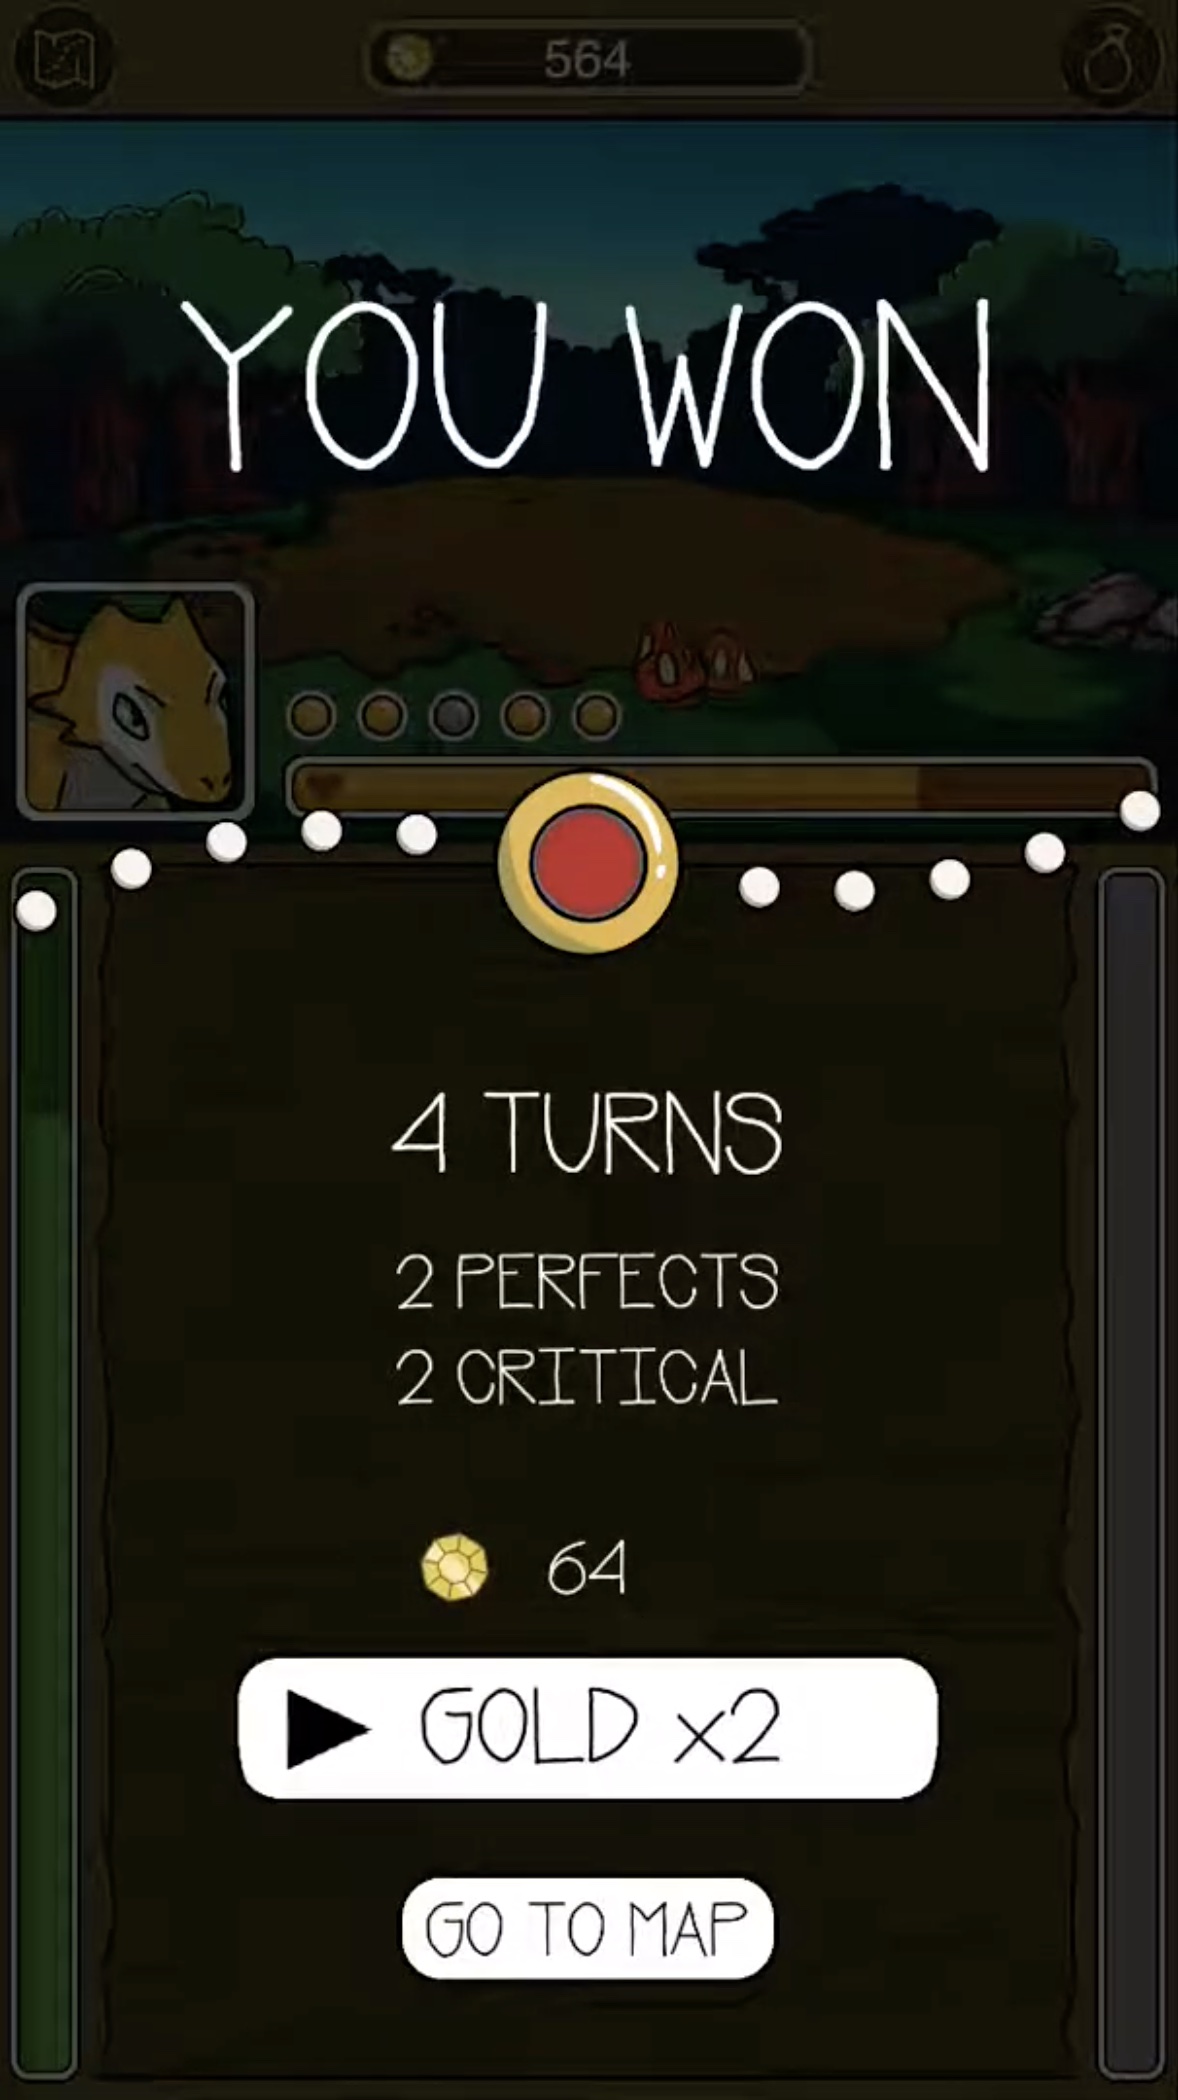 564
YOU WON
4 TURNS
2 PERFECTS
2 CRITICAL
64
GOLD x2
GO TO MAP